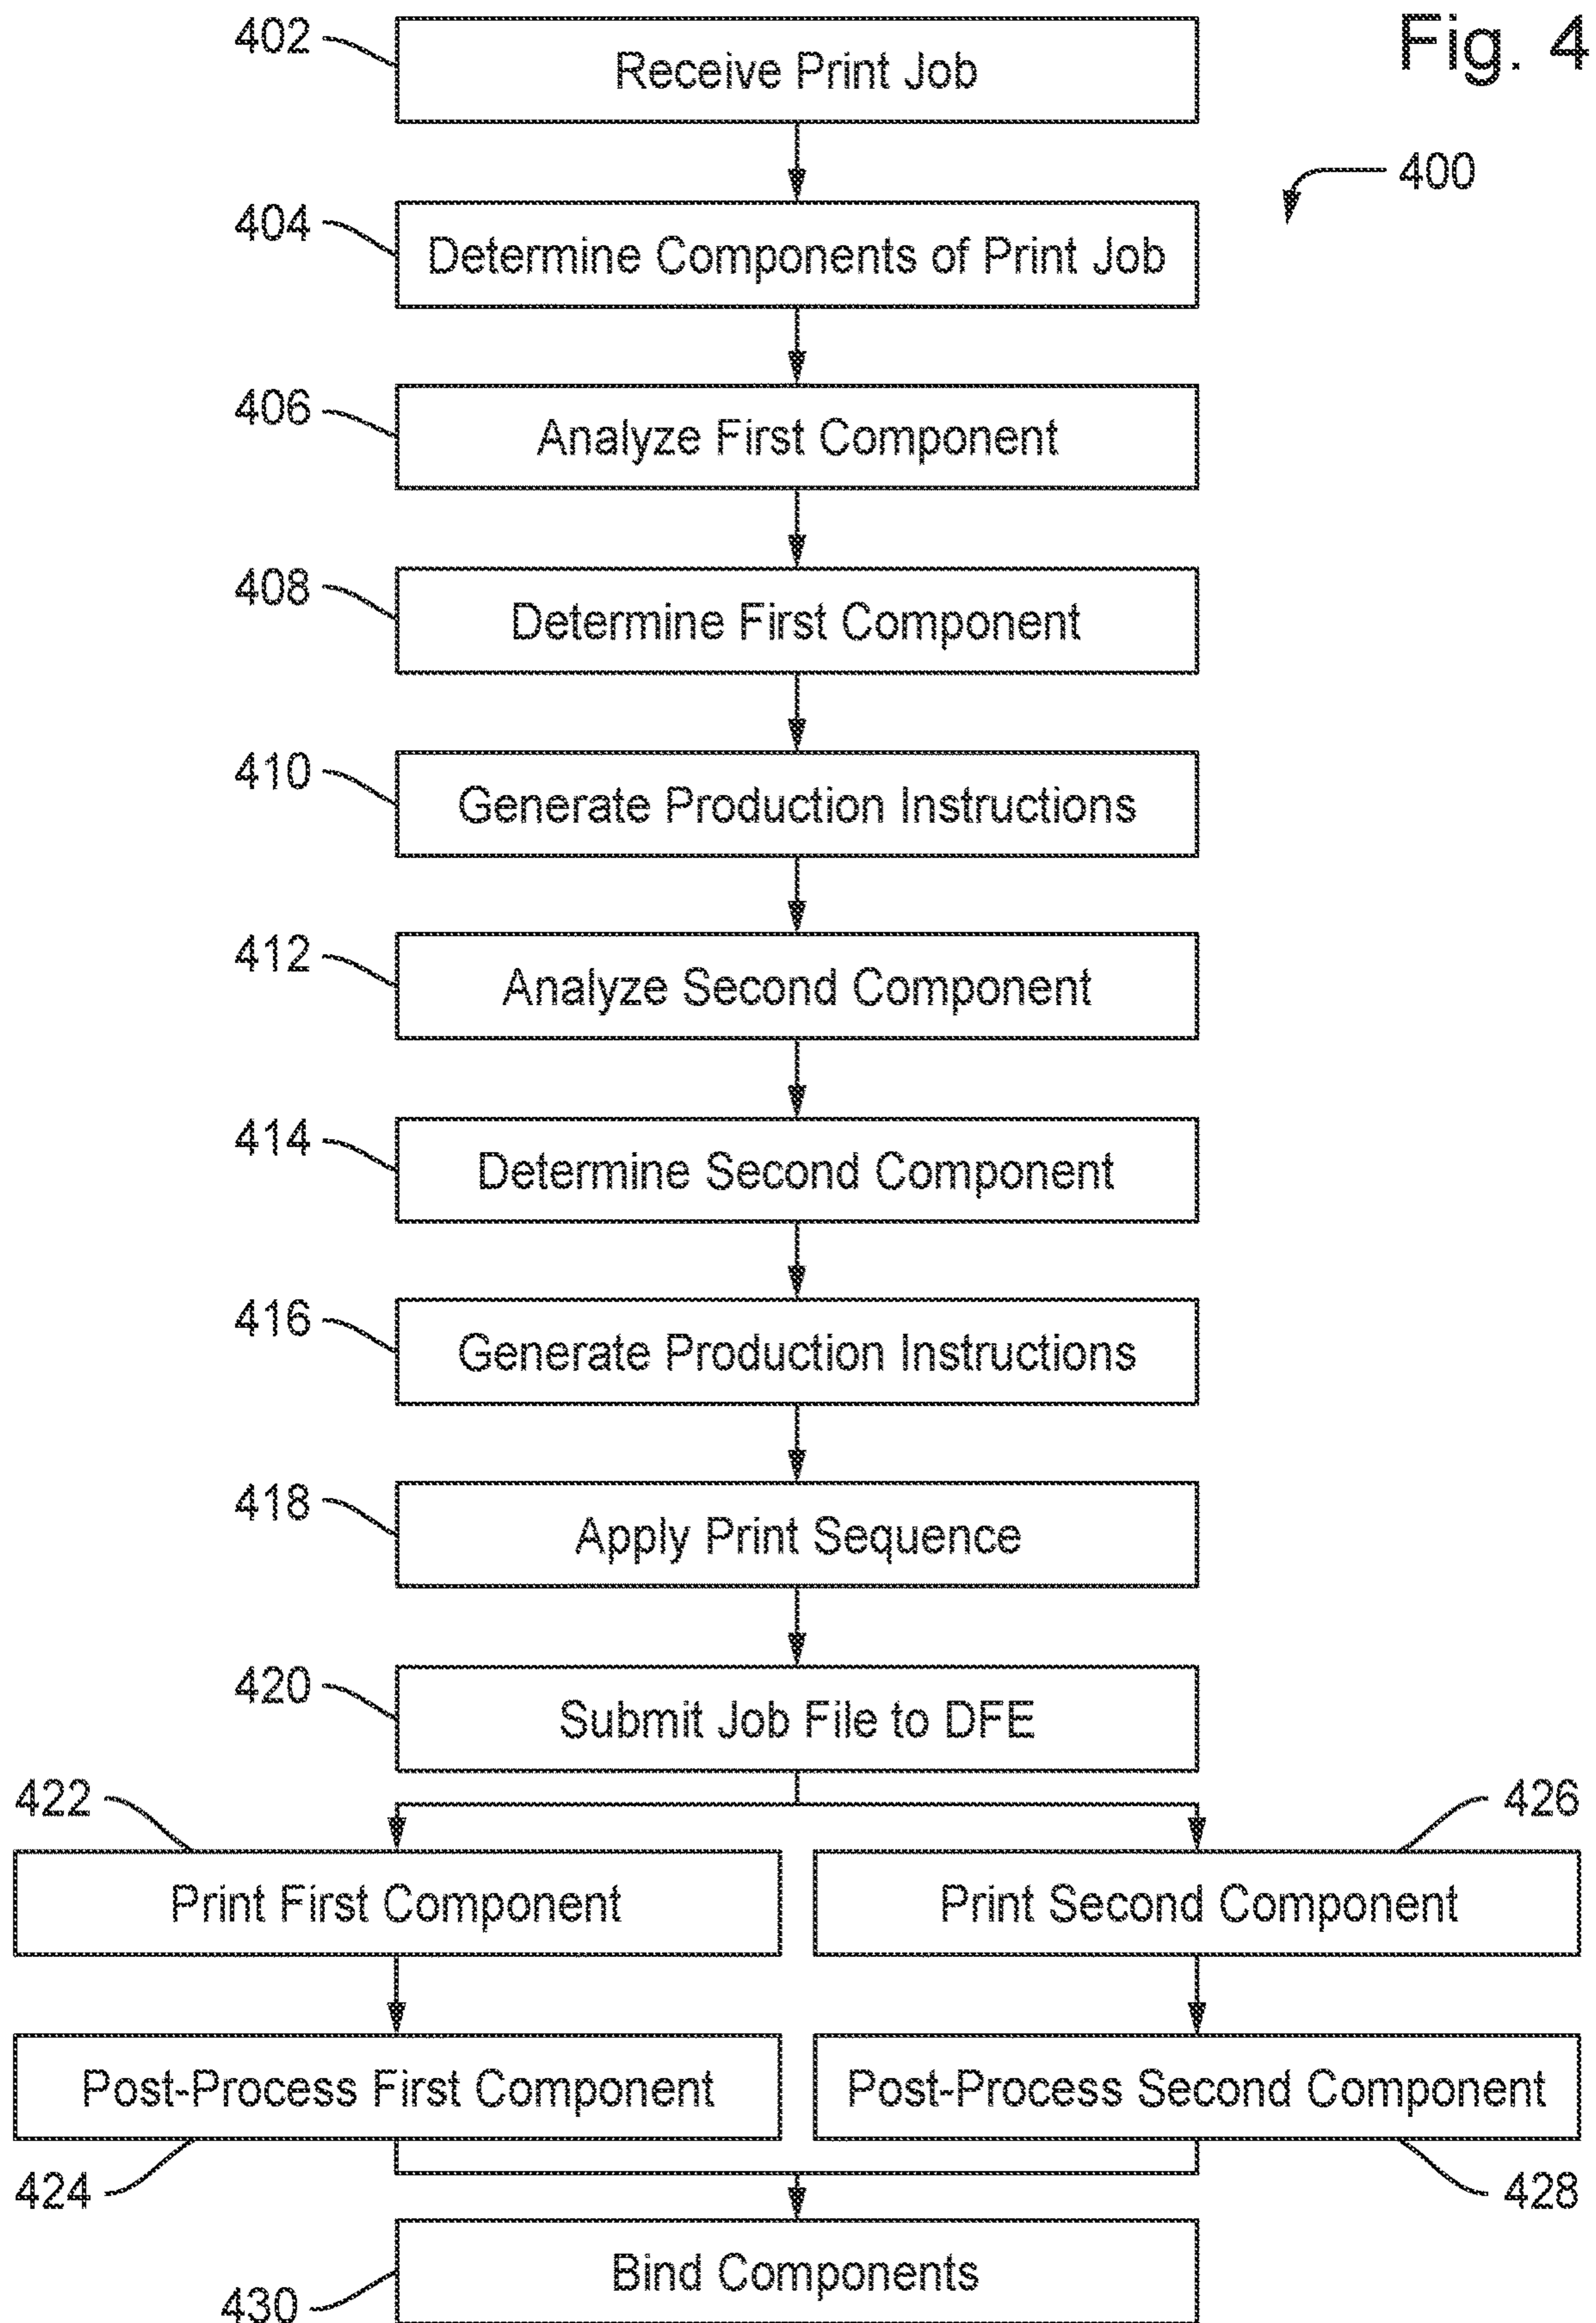 Fig. 4
402
Receive Print Job
400
404
Determine Components of Print Job
406
Analyze First Component
408
Determine First Component
410
Generate Production Instructions
412
Analyze Second Component
414
Determine Second Component
416
Generate Production Instructions
418
Apply Print Sequence
420
Submit Job File to DFE
422
426
Print First Component
Print Second Component
Post-Process First Component
Post-Process Second Component
424
428
Bind Components
430